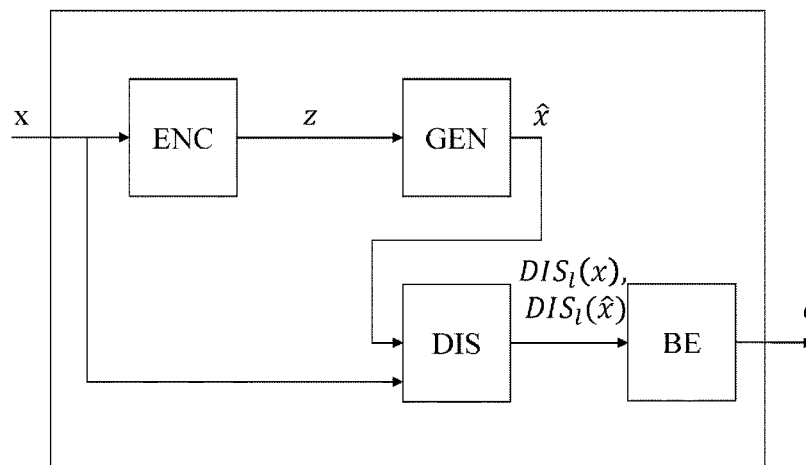 x
ENC
z
GEN
x̂
DIS
DISₗ(x),
DISₗ(x̂)
BE